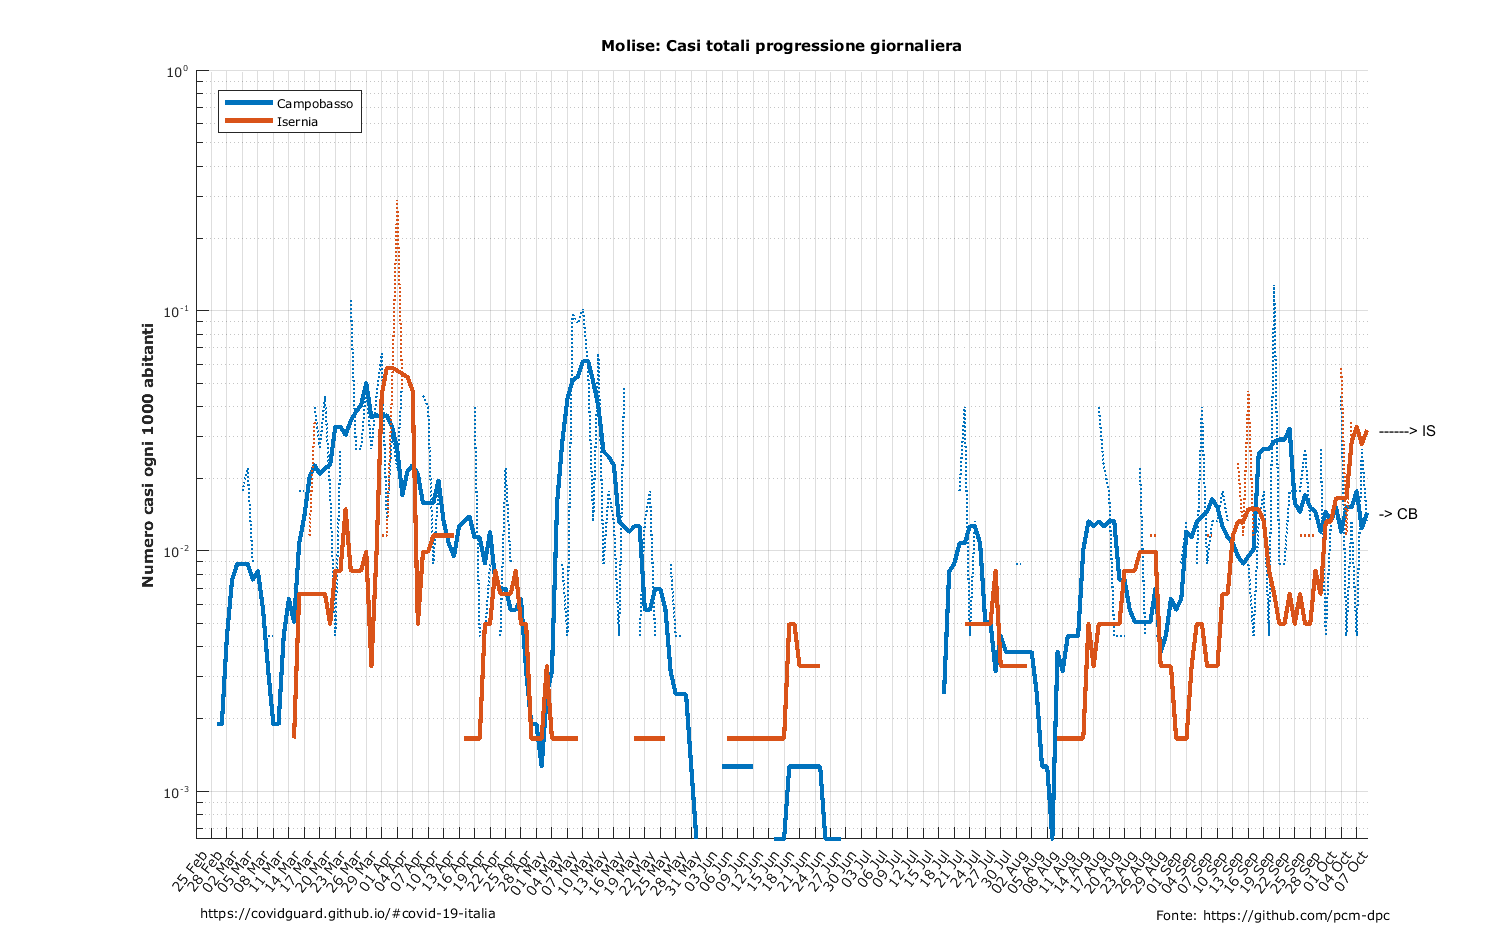 Molise: Casi totali progressione giornaliera
10^0
10^-1
10^-2
10^-3
Numero casi ogni 1000 abitanti
Campobasso
Isernia
------> IS
-> CB
25 Feb
28 Feb
02 Mar
05 Mar
08 Mar
11 Mar
14 Mar
17 Mar
20 Mar
23 Mar
26 Mar
29 Mar
01 Apr
04 Apr
07 Apr
10 Apr
13 Apr
16 Apr
19 Apr
22 Apr
25 Apr
28 Apr
01 May
04 May
07 May
10 May
13 May
16 May
19 May
22 May
25 May
28 May
31 May
03 Jun
06 Jun
09 Jun
12 Jun
15 Jun
18 Jun
21 Jun
24 Jun
27 Jun
30 Jun
03 Jul
06 Jul
09 Jul
12 Jul
15 Jul
18 Jul
21 Jul
24 Jul
27 Jul
30 Jul
02 Aug
05 Aug
08 Aug
11 Aug
14 Aug
17 Aug
20 Aug
23 Aug
26 Aug
29 Aug
01 Sep
04 Sep
07 Sep
10 Sep
13 Sep
16 Sep
19 Sep
22 Sep
25 Sep
28 Sep
01 Oct
04 Oct
07 Oct
https://covidguard.github.io/#covid-19-italia
Fonte: https://github.com/pcm-dpc